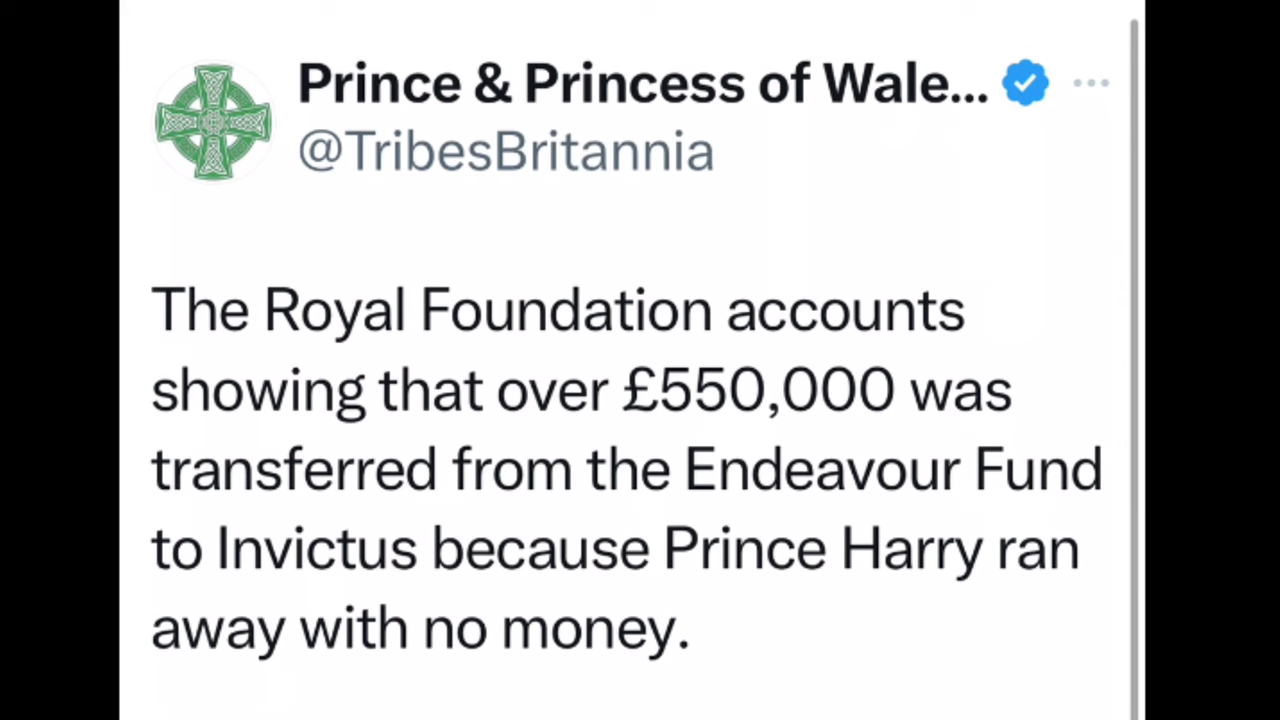 Prince & Princess of Wale...
@TribesBritannia
The Royal Foundation accounts
showing that over £550,000 was
transferred from the Endeavour Fund
to Invictus because Prince Harry ran
away with no money.